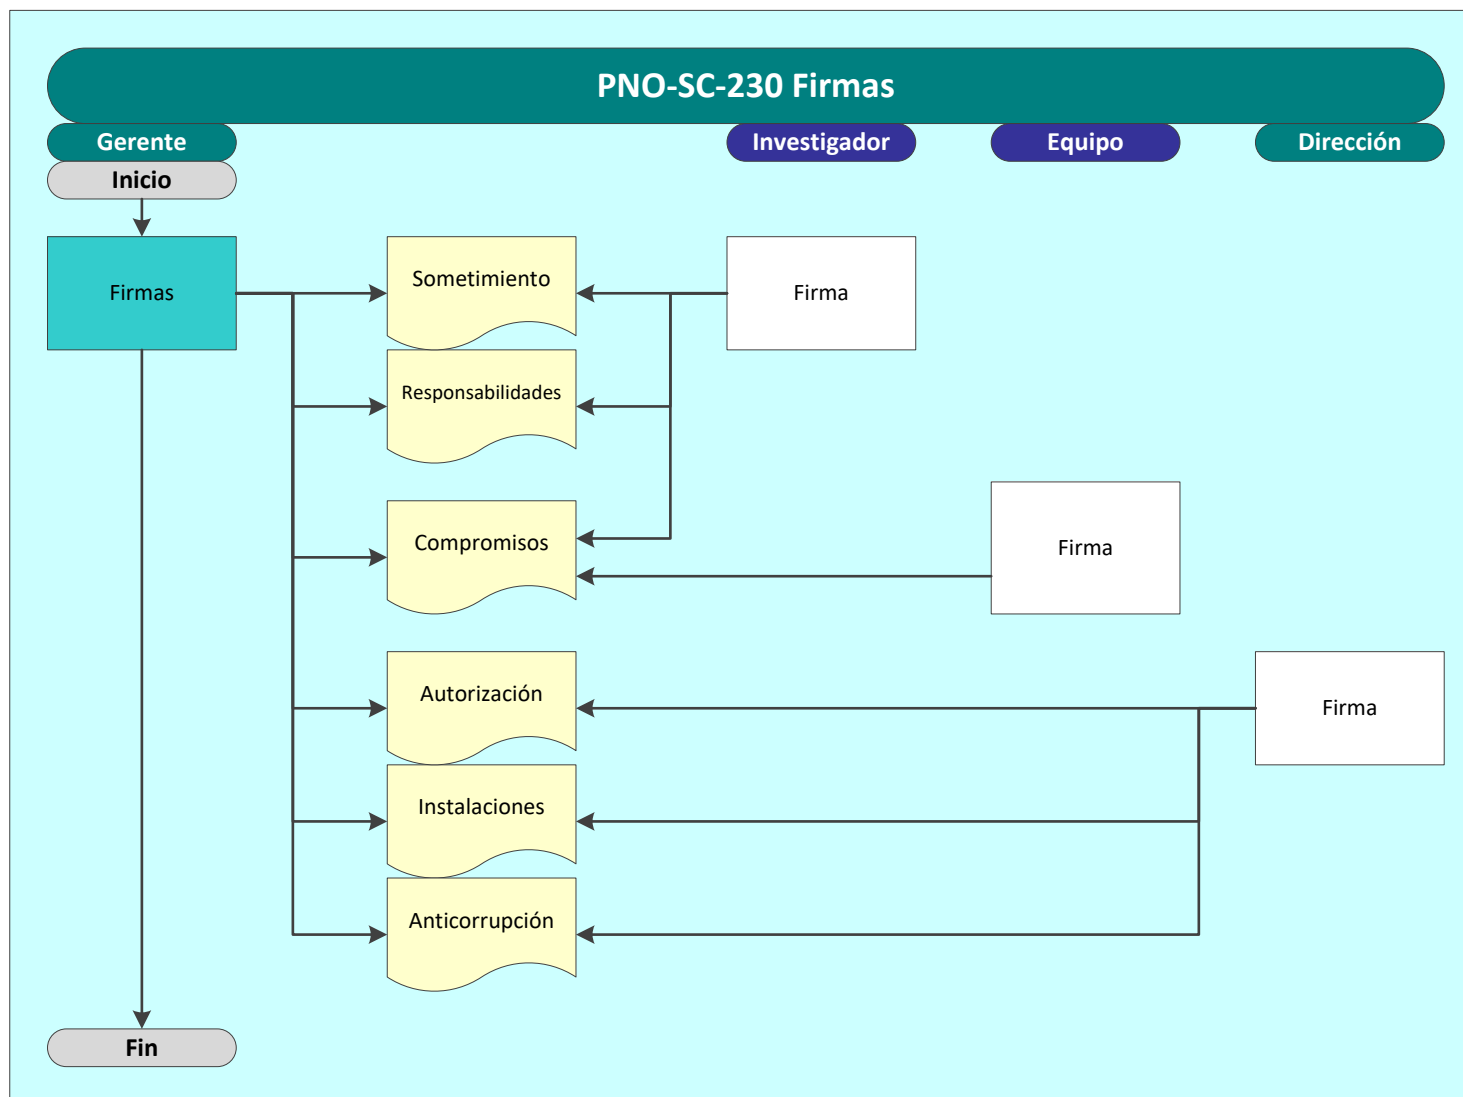 PNO-SC-230 Firmas
Gerente
Investigador
Equipo
Dirección
Inicio
Firmas
Sometimiento
Firma
Responsabilidades
Compromisos
Firma
Autorización
Firma
Instalaciones
Anticorrupción
Fin